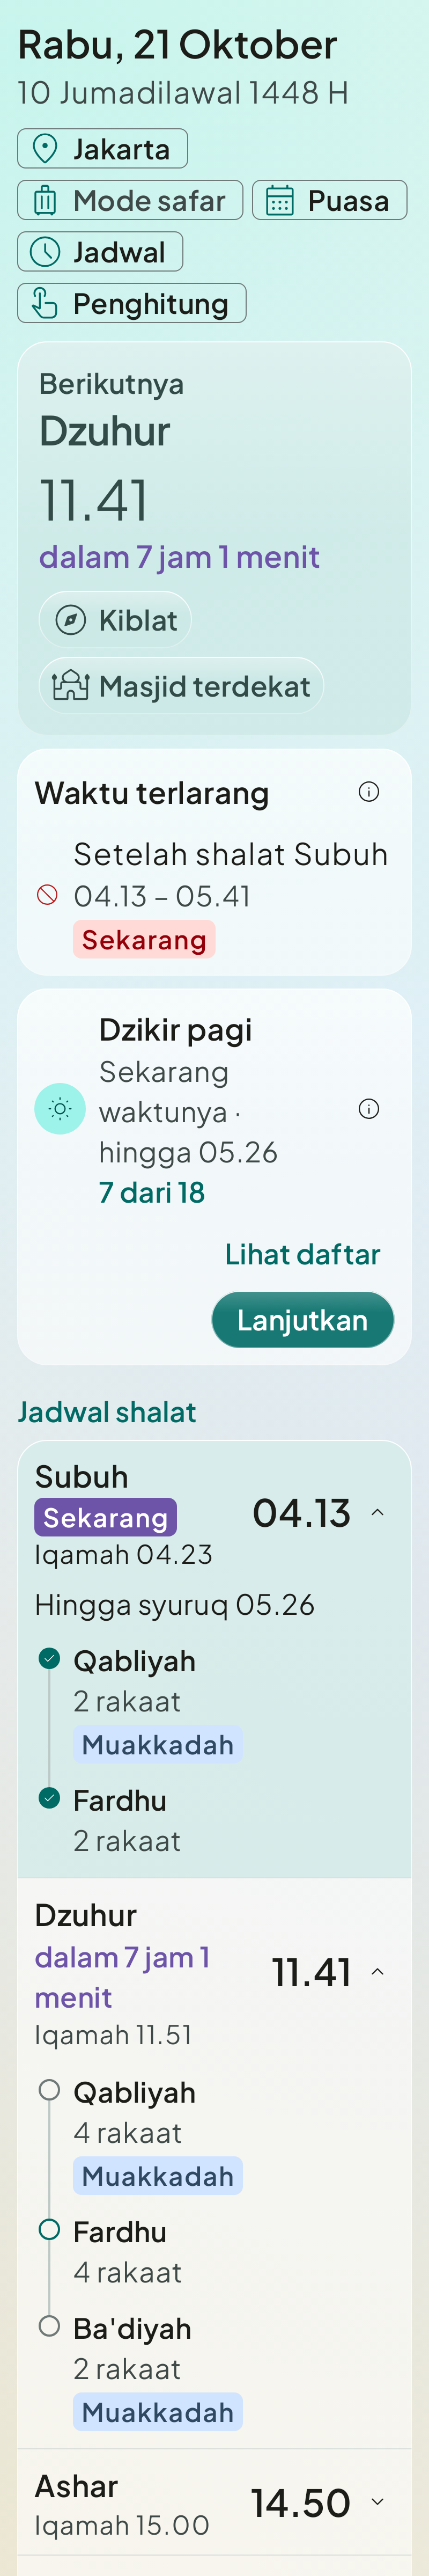 Rabu, 21 Oktober
10 Jumadilawal 1448 H
Jakarta
Mode safar
Puasa
Jadwal
Penghitung
Berikutnya
Dzuhur
11.41
dalam 7 jam 1 menit
Kiblat
Masjid terdekat
Waktu terlarang
Setelah shalat Subuh
04.13 – 05.41
Sekarang
Dzikir pagi
Sekarang
waktunya ·
hingga 05.26
7 dari 18
Lihat daftar
Lanjutkan
Jadwal shalat
Subuh
Sekarang
04.13
Iqamah 04.23
Hingga syuruq 05.26
Qabliyah
2 rakaat
Muakkadah
Fardhu
2 rakaat
Dzuhur
dalam 7 jam 1
menit
11.41
Iqamah 11.51
Qabliyah
4 rakaat
Muakkadah
Fardhu
4 rakaat
Ba'diyah
2 rakaat
Muakkadah
Ashar
14.50
Iqamah 15.00